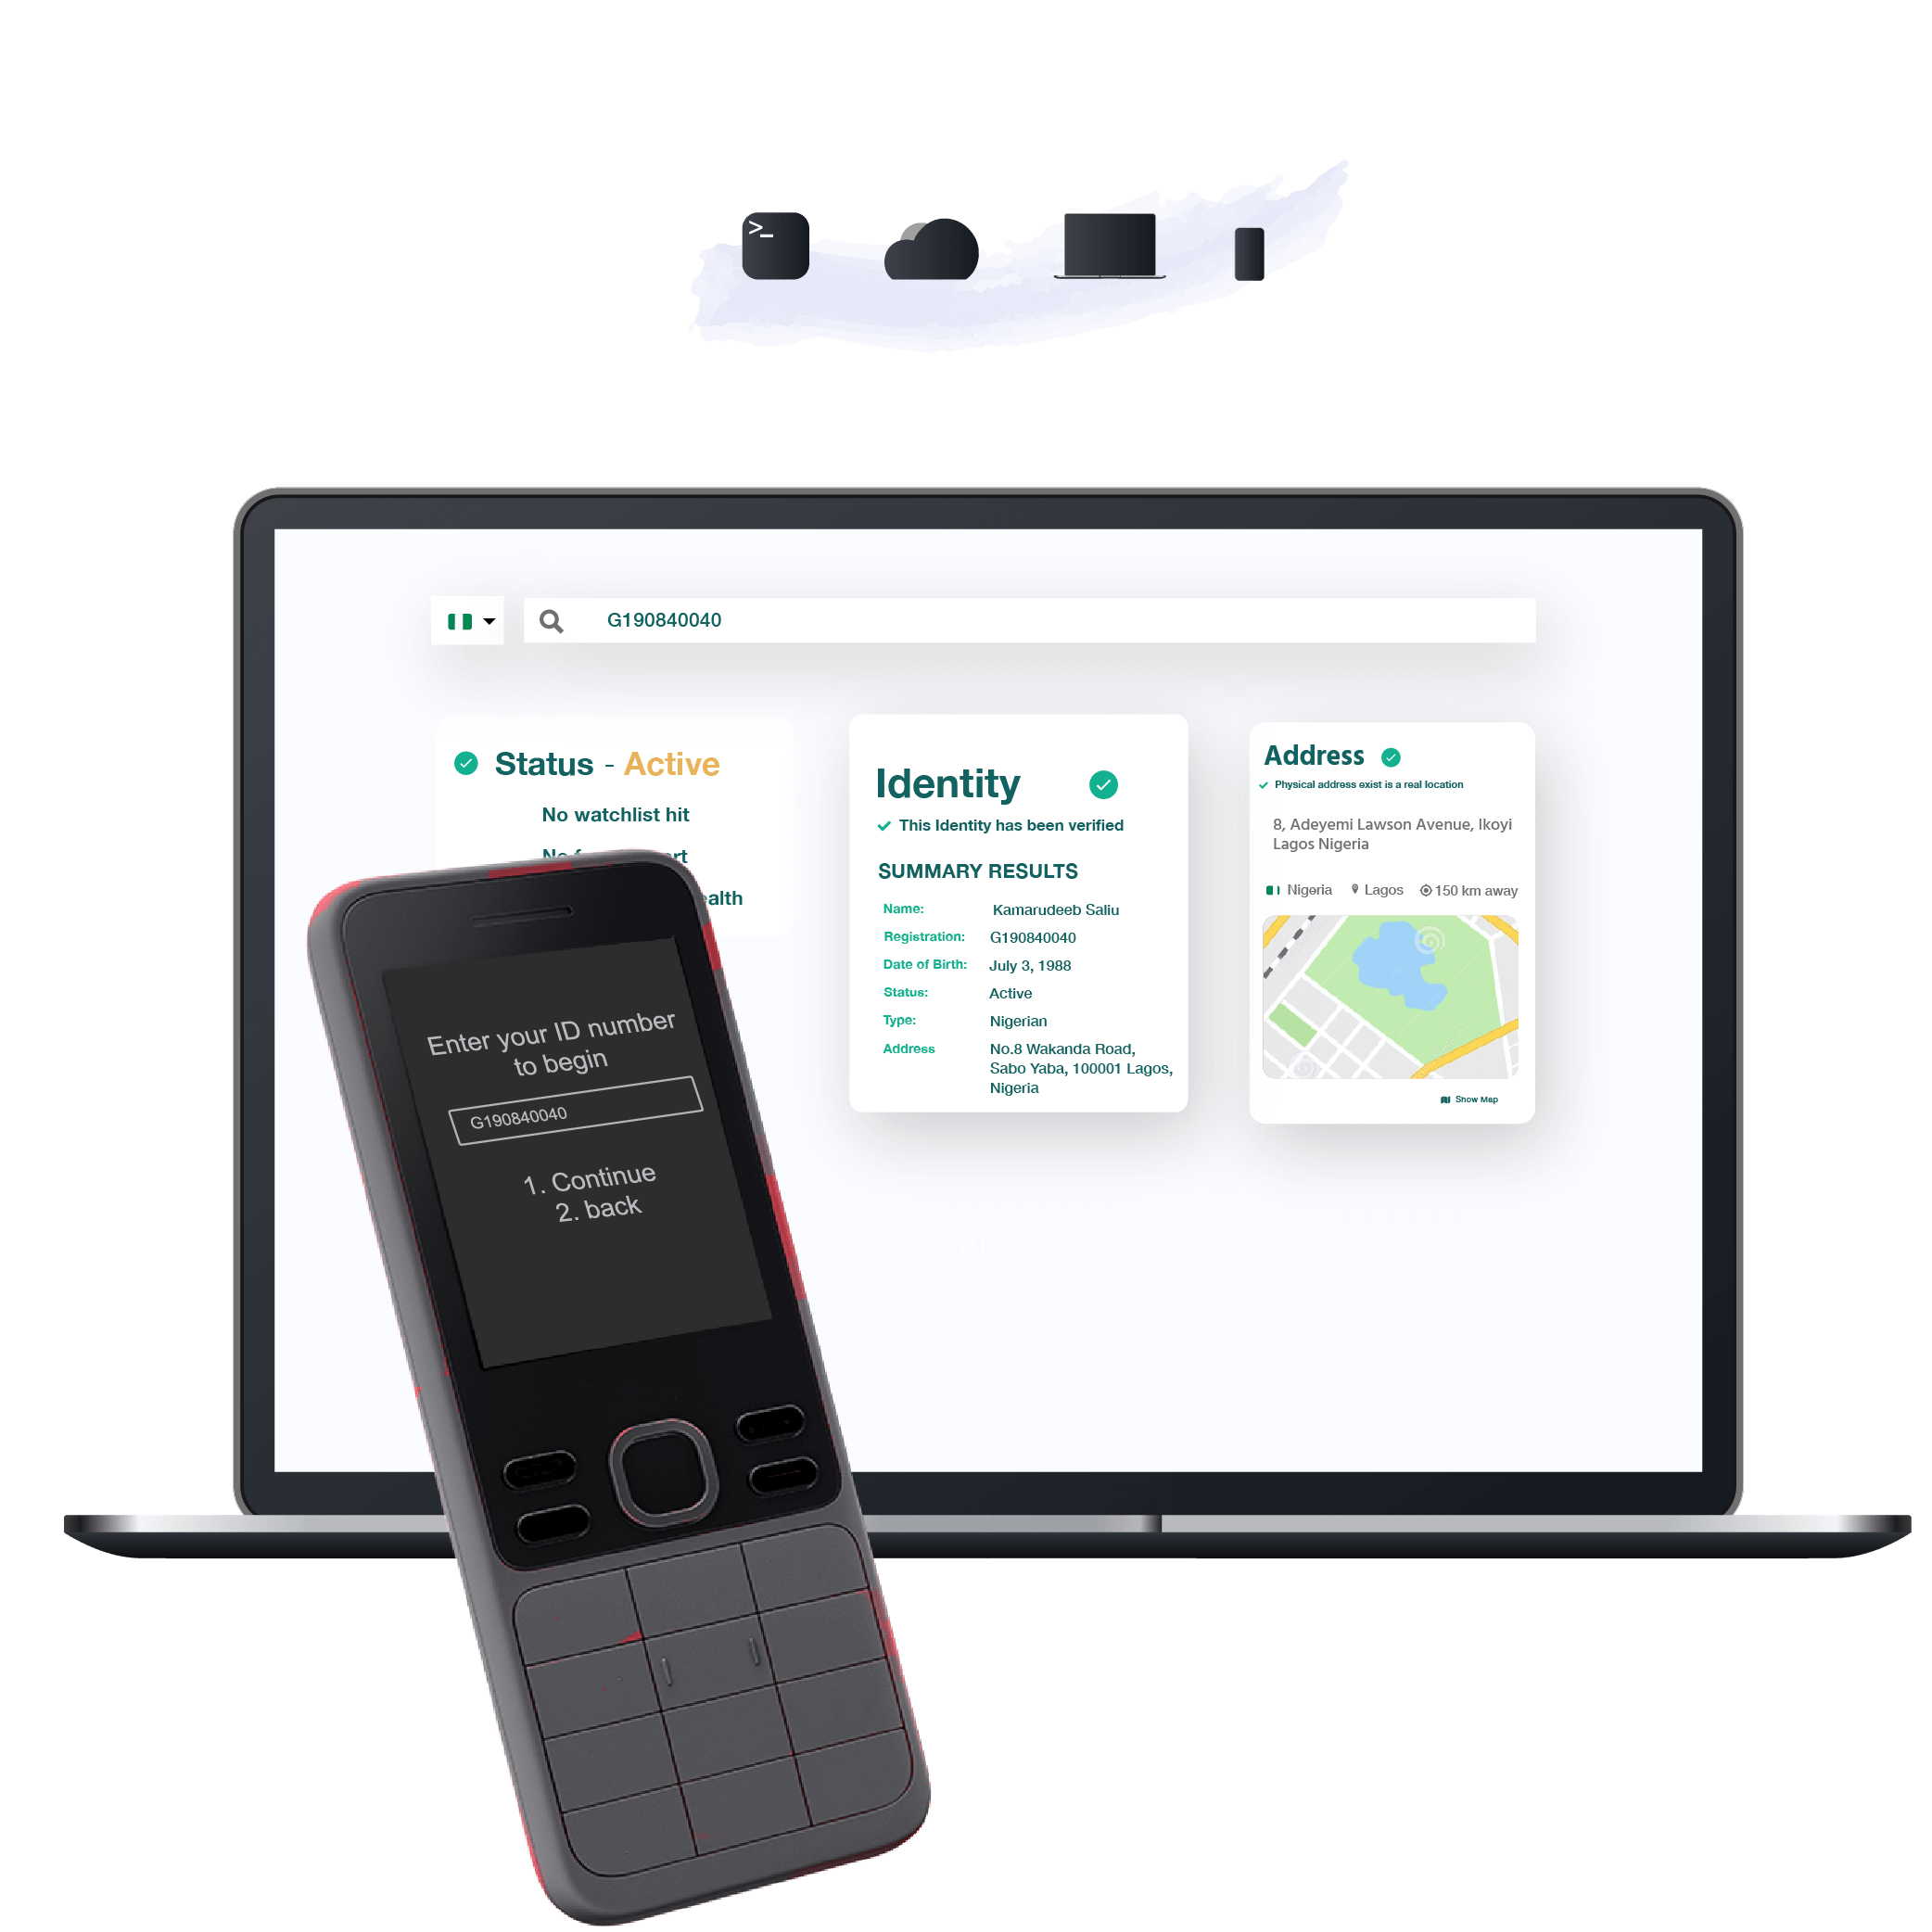 >_
G190840040
Status - Active
No watchlist hit
No
alth
Identity
This Identity has been verified
SUMMARY RESULTS
Name: Kamarudeeb Saliu
Registration: G190840040
Date of Birth: July 3, 1988
Status: Active
Type: Nigerian
Address No.8 Wakanda Road,
Sabo Yaba, 100001 Lagos,
Nigeria
Address
Physical address exist is a real location
8, Adeyemi Lawson Avenue, Ikoyi
Lagos Nigeria
Nigeria Lagos 150 km away
Show Map
Enter your ID number
to begin
G190840040
1. Continue
2. back